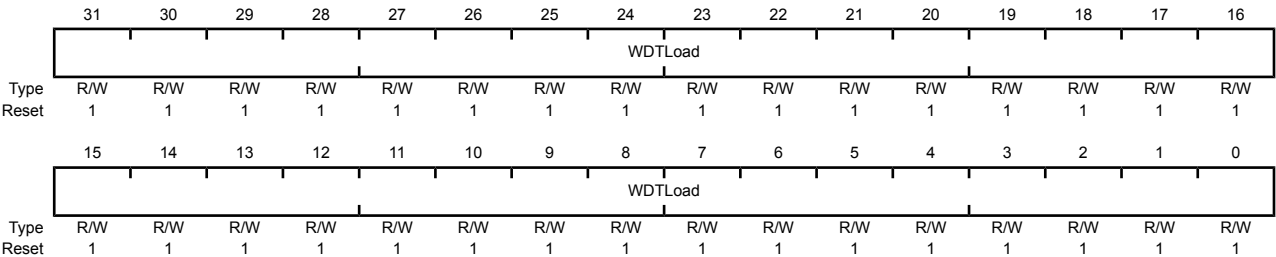 31 30 29 28 27 26 25 24 23 22 21 20 19 18 17 16
WDTLoad
Type R/W R/W R/W R/W R/W R/W R/W R/W R/W R/W R/W R/W R/W R/W R/W R/W
Reset 1 1 1 1 1 1 1 1 1 1 1 1 1 1 1 1
15 14 13 12 11 10 9 8 7 6 5 4 3 2 1 0
WDTLoad
Type R/W R/W R/W R/W R/W R/W R/W R/W R/W R/W R/W R/W R/W R/W R/W R/W
Reset 1 1 1 1 1 1 1 1 1 1 1 1 1 1 1 1